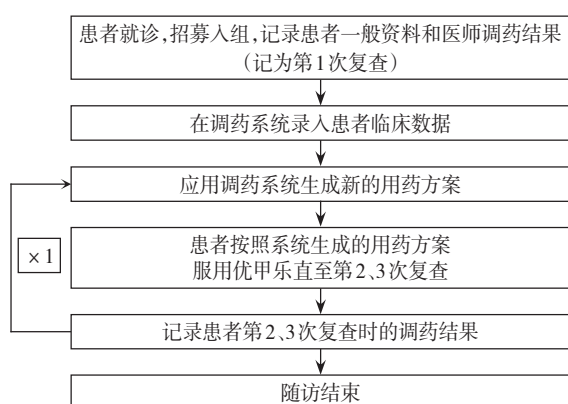 患者就诊,招募入组,记录患者一般资料和医师调药结果
(记为第1次复查)
在调药系统录入患者临床数据
应用调药系统生成新的用药方案
×1
患者按照系统生成的用药方案
服用优甲乐直至第2、3次复查
记录患者第2、3次复查时的调药结果
随访结束